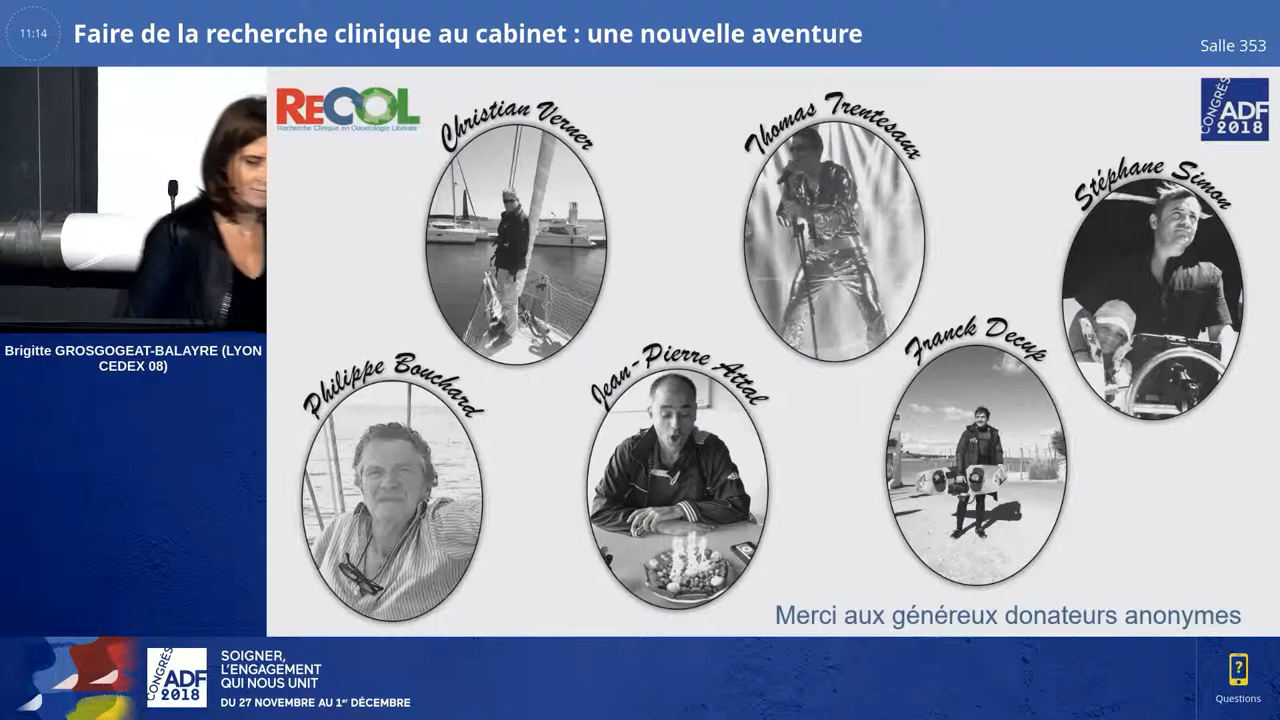 11:14
Faire de la recherche clinique au cabinet : une nouvelle aventure
Salle 353
ReCOL
Recherche Clinique en Odontologie Libérale
CONGRÈS
ADF
2018
Christian Verner
Thomas Trentesaux
Stéphane Simon
Philippe Bouchard
Jean-Pierre Attal
Franck Decup
Brigitte GROSGOGEAT-BALAYRE (LYON
CEDEX 08)
Merci aux généreux donateurs anonymes
CONGRÈS
ADF
2018
SOIGNER,
L'ENGAGEMENT
QUI NOUS UNIT
DU 27 NOVEMBRE AU 1er DÉCEMBRE
?
Questions